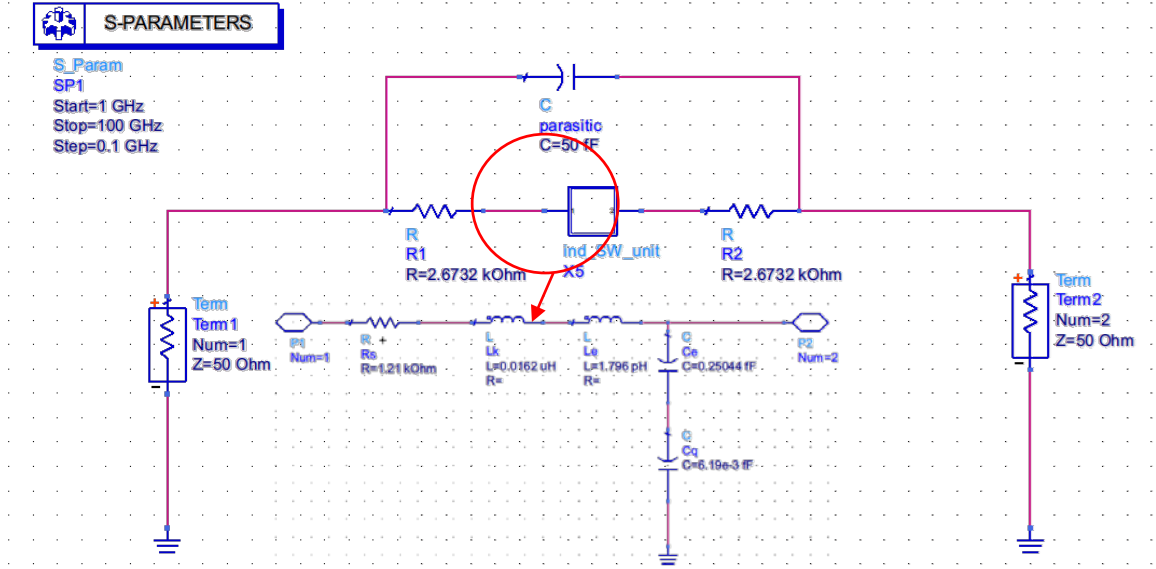 S-PARAMETERS
S_Param
SP1
Start=1 GHz
Stop=100 GHz
Step=0.1 GHz
C
parasitic
C=50 fF
R
R1
R=2.6732 kOhm
1
2
Ind_SW_unit
X5
R
R2
R=2.6732 kOhm
+
Term
Term1
Num=1
Z=50 Ohm
-
P1
Num=1
R
Rs
R=1.21 kOhm
L
Lk
L=0.0162 uH
R=
L
Le
L=1.796 pH
R=
C
Ce
C=0.25044 fF
P2
Num=2
C
Cq
C=6.19e-3 fF
+
Term
Term2
Num=2
Z=50 Ohm
-